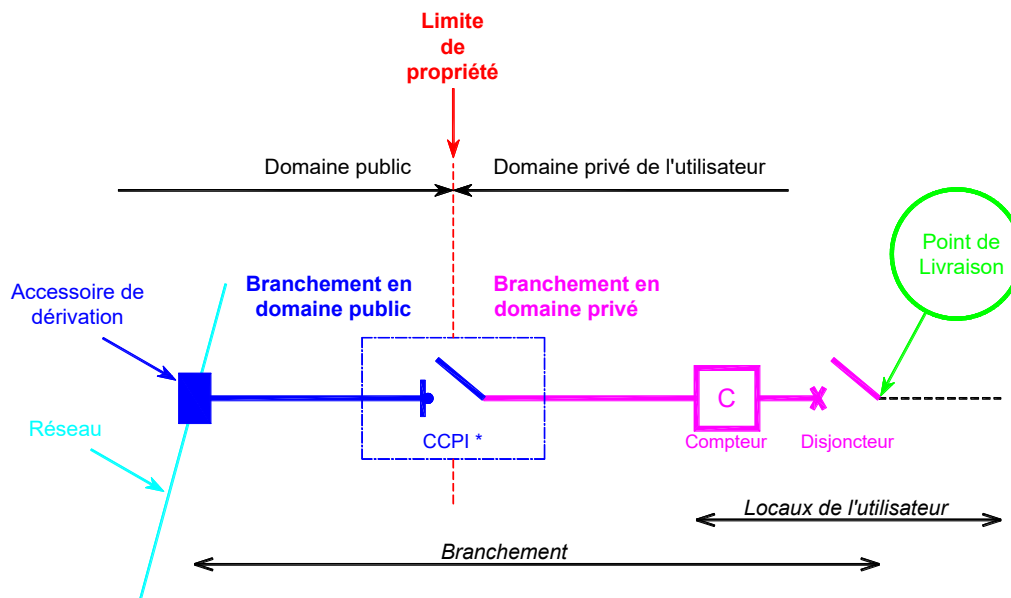 Limite
de
propriété
Domaine public
Domaine privé de l'utilisateur
Point de
Livraison
Accessoire de
dérivation
Branchement en
domaine public
Branchement en
domaine privé
Réseau
CCPI *
C
Compteur
Disjoncteur
Locaux de l'utilisateur
Branchement